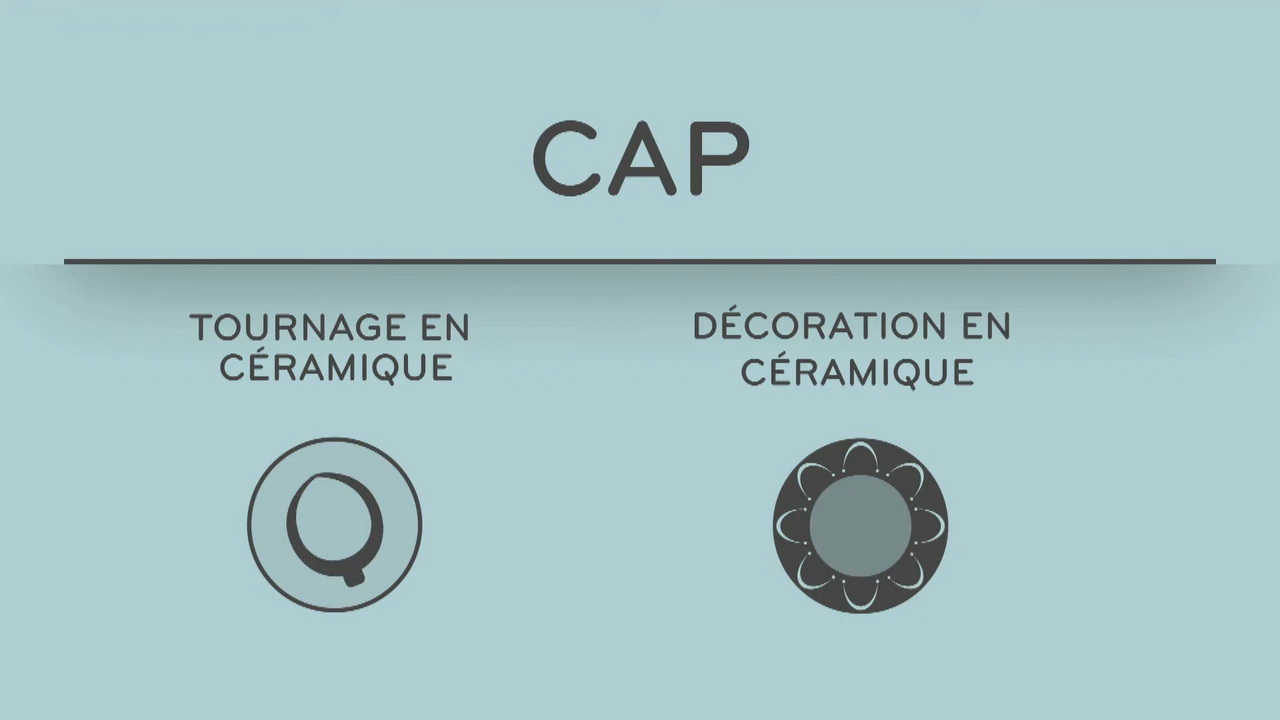 CAP
TOURNAGE EN
CÉRAMIQUE
DÉCORATION EN
CÉRAMIQUE